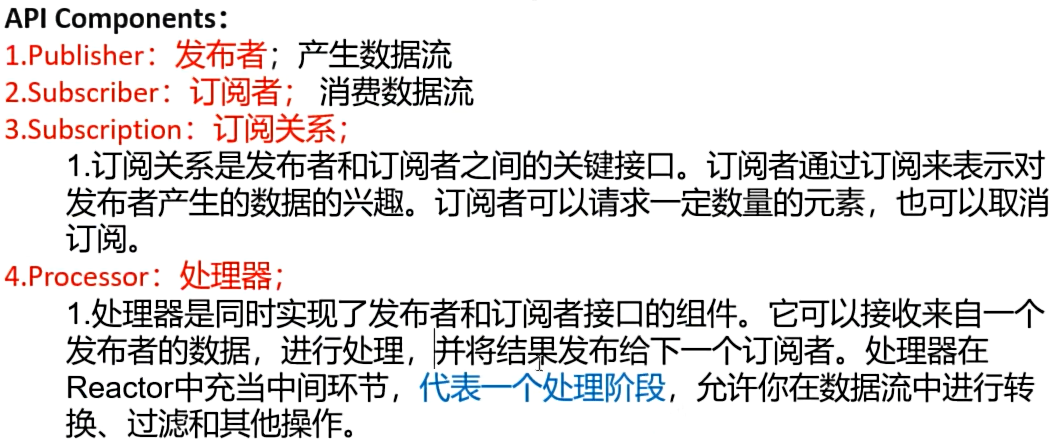 API Components：
1.Publisher：发布者；产生数据流
2.Subscriber：订阅者； 消费数据流
3.Subscription：订阅关系；
1.订阅关系是发布者和订阅者之间的关键接口。订阅者通过订阅来表示对
发布者产生的数据的兴趣。订阅者可以请求一定数量的元素，也可以取消
订阅。
4.Processor：处理器；
1.处理器是同时实现了发布者和订阅者接口的组件。它可以接收来自一个
发布者的数据，进行处理，并将结果发布给下一个订阅者。处理器在
Reactor中充当中间环节，代表一个处理阶段，允许你在数据流中进行转
换、过滤和其他操作。